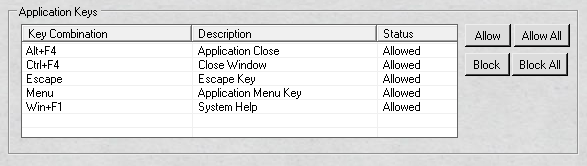 Application Keys
Key Combination Description Status
Alt+F4 Application Close Allowed
Ctrl+F4 Close Window Allowed
Escape Escape Key Allowed
Menu Application Menu Key Allowed
Win+F1 System Help Allowed
Allow Allow All
Block Block All